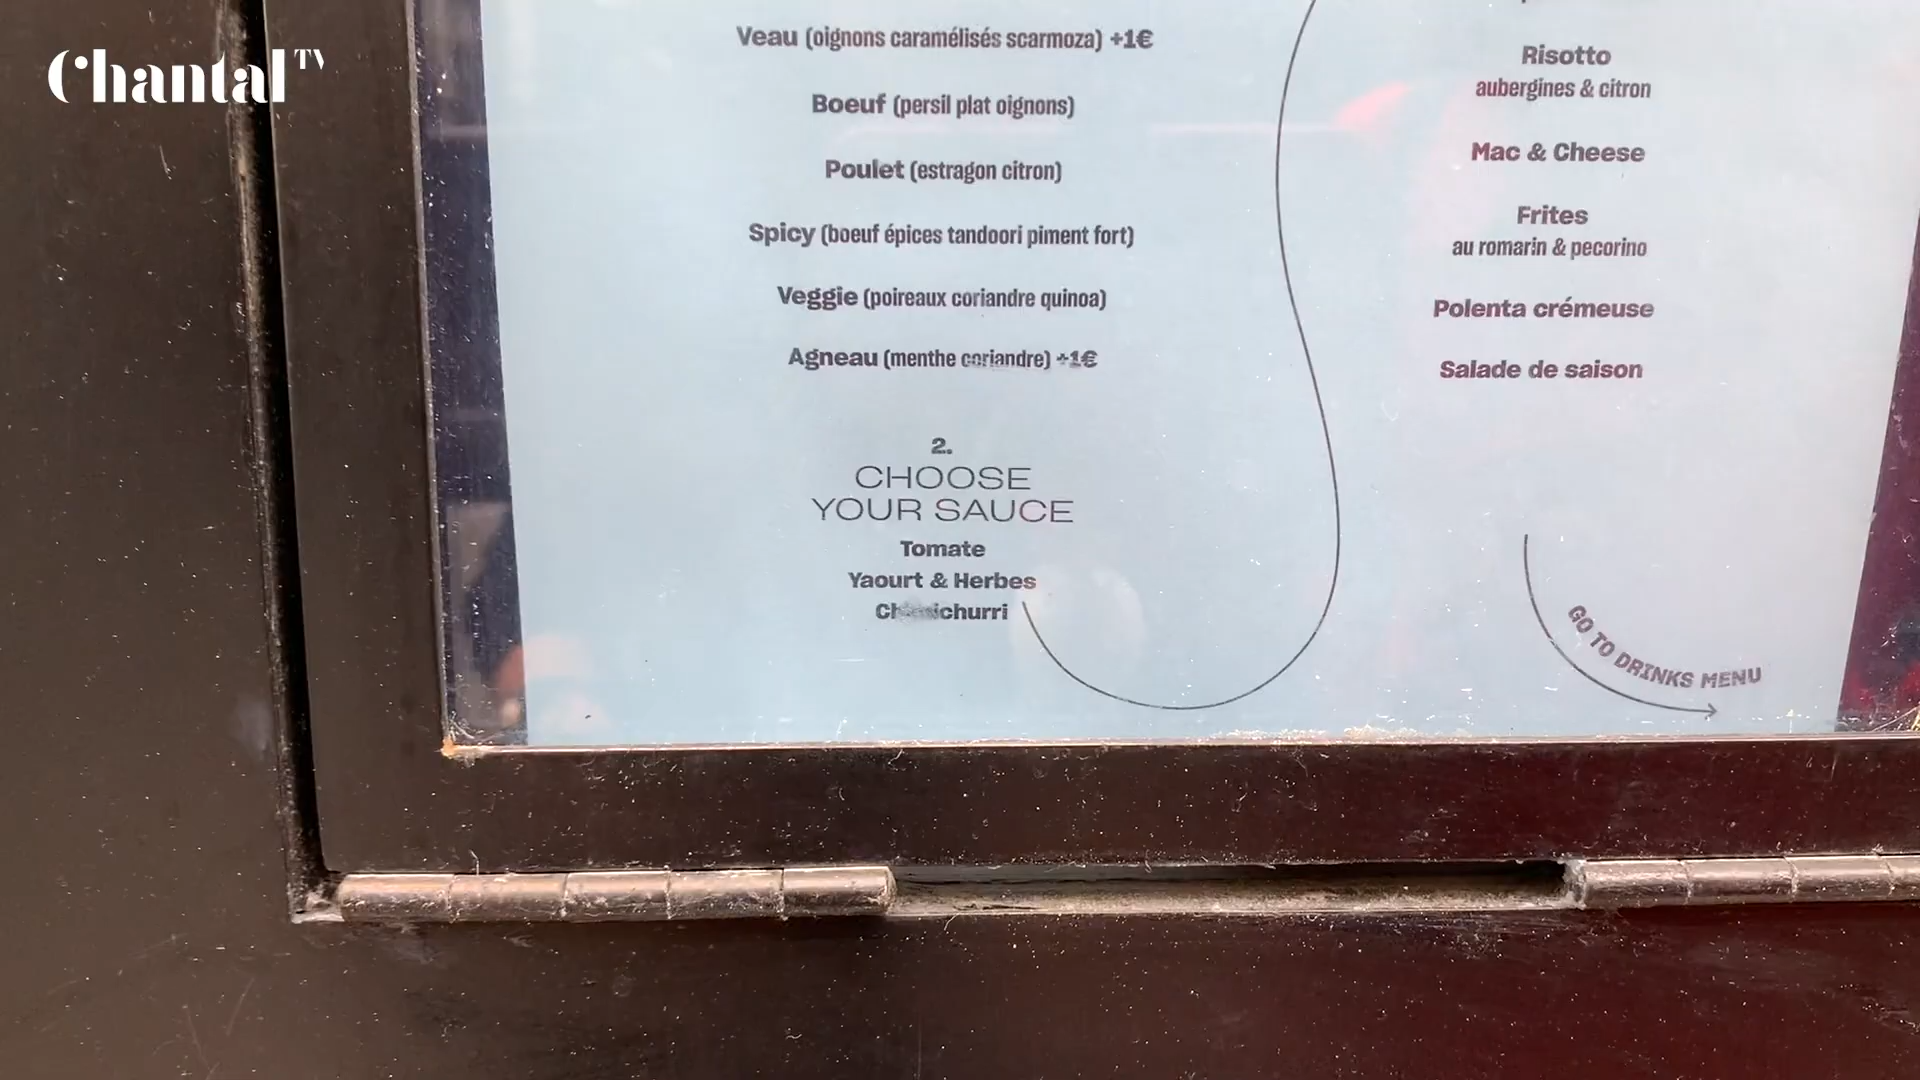 Chantal TV
Veau (oignons caramélisés scarmoza) +1€
Boeuf (persil plat oignons)
Poulet (estragon citron)
Spicy (boeuf épices tandoori piment fort)
Veggie (poireaux coriandre quinoa)
Agneau (menthe coriandre) +1€
2.
CHOOSE
YOUR SAUCE
Tomate
Yaourt & Herbes
Chimichurri
Risotto
aubergines & citron
Mac & Cheese
Frites
au romarin & pecorino
Polenta crémeuse
Salade de saison
GO TO DRINKS MENU